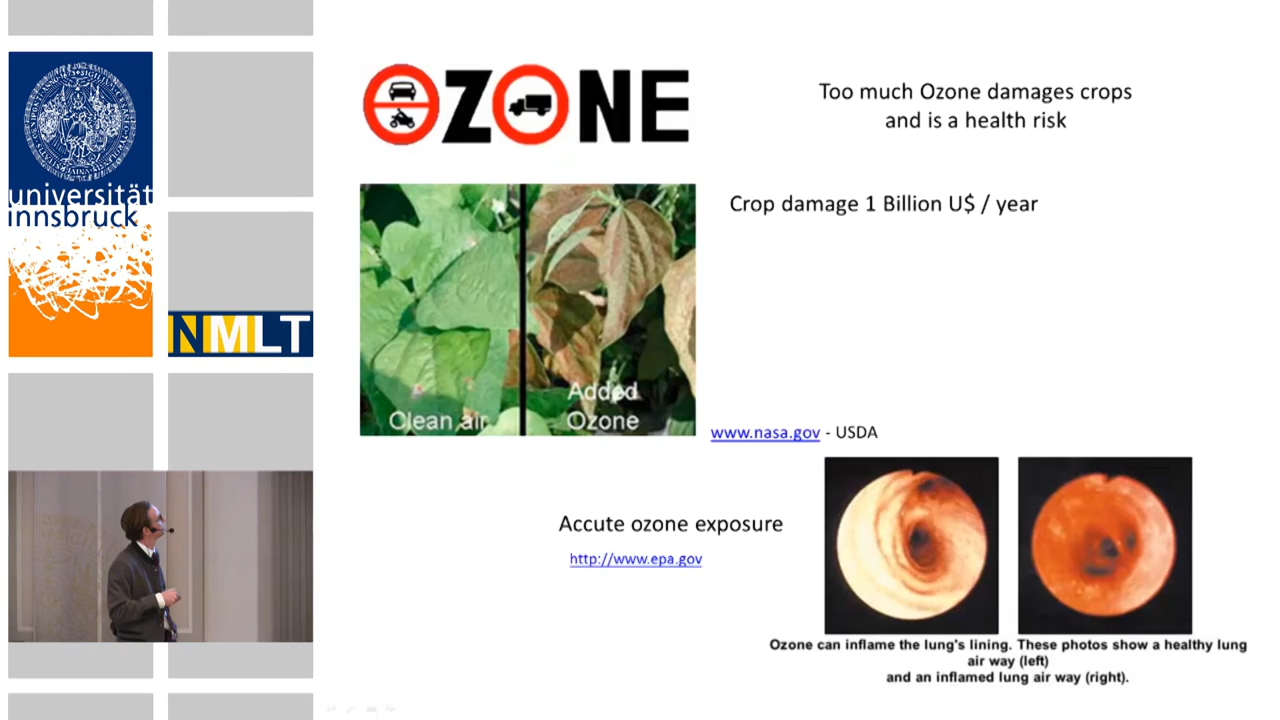 universität
innsbruck
NMLT
OZONE
Too much Ozone damages crops
and is a health risk
Crop damage 1 Billion U$ / year
Clean air
Added
Ozone
www.nasa.gov - USDA
Accute ozone exposure
http://www.epa.gov
Ozone can inflame the lung's lining. These photos show a healthy lung
air way (left)
and an inflamed lung air way (right).